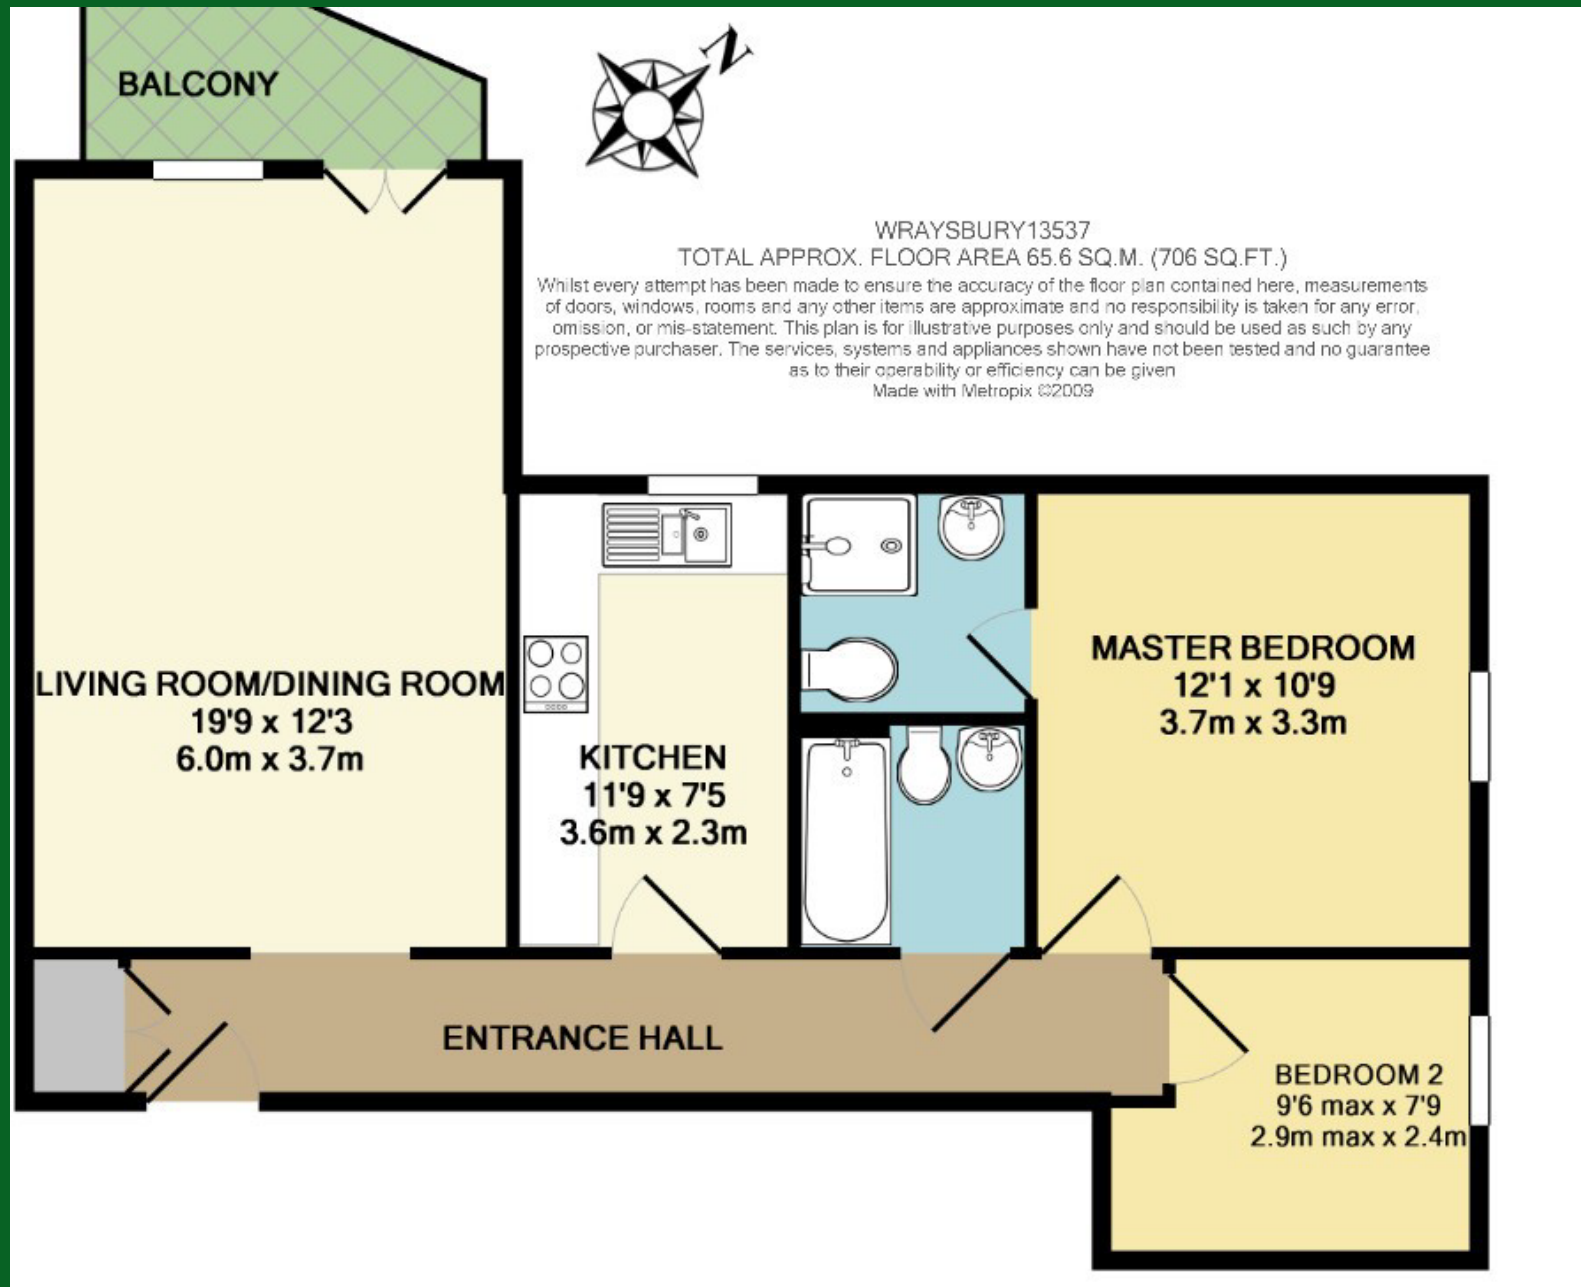 BALCONY
N
WRAYSBURY13537
TOTAL APPROX. FLOOR AREA 65.6 SQ.M. (706 SQ.FT.)
Whilst every attempt has been made to ensure the accuracy of the floor plan contained here, measurements
of doors, windows, rooms and any other items are approximate and no responsibility is taken for any error,
omission, or mis-statement. This plan is for illustrative purposes only and should be used as such by any
prospective purchaser. The services, systems and appliances shown have not been tested and no guarantee
as to their operability or efficiency can be given
Made with Metropix ©2009
LIVING ROOM/DINING ROOM
19'9 x 12'3
6.0m x 3.7m
KITCHEN
11'9 x 7'5
3.6m x 2.3m
MASTER BEDROOM
12'1 x 10'9
3.7m x 3.3m
ENTRANCE HALL
BEDROOM 2
9'6 max x 7'9
2.9m max x 2.4m